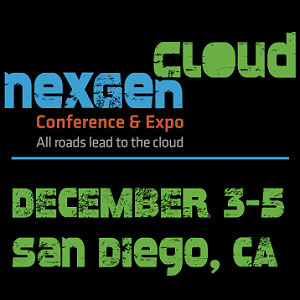 cloud
nexgen
Conference & Expo
All roads lead to the cloud
DECEMBER 3-5
san Diego, CA